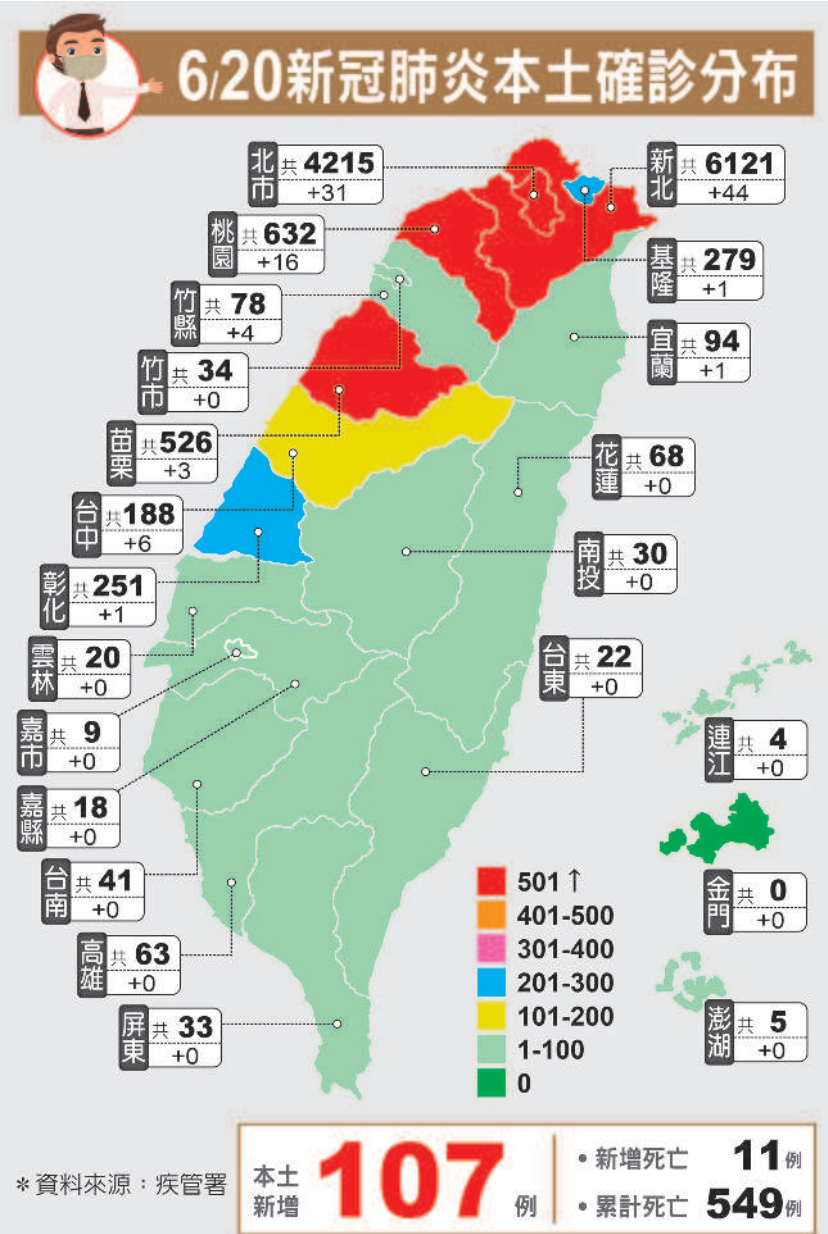 6/20新冠肺炎本土確診分布
北市 共 4215
+31
新北 共 6121
+44
桃園 共 632
+16
基隆 共 279
+1
竹縣 共 78
+4
宜蘭 共 94
+1
竹市 共 34
+0
苗栗 共 526
+3
花蓮 共 68
+0
台中 共 188
+6
南投 共 30
+0
彰化 共 251
+1
雲林 共 20
+0
台東 共 22
+0
嘉市 共 9
+0
連江 共 4
+0
嘉縣 共 18
+0
台南 共 41
+0
金門 共 0
+0
高雄 共 63
+0
屏東 共 33
+0
澎湖 共 5
+0
501↑
401-500
301-400
201-300
101-200
1-100
0
＊資料來源：疾管署
本土新增 107 例
• 新增死亡 11例
• 累計死亡 549例